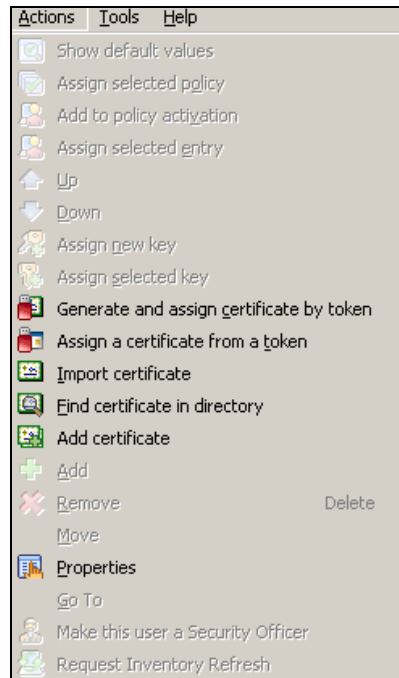 Actions Tools Help
Show default values
Assign selected policy
Add to policy activation
Assign selected entry
Up
Down
Assign new key
Assign selected key
Generate and assign certificate by token
Assign a certificate from a token
Import certificate
Find certificate in directory
Add certificate
Add
Remove Delete
Move
Properties
Go To
Make this user a Security Officer
Request Inventory Refresh